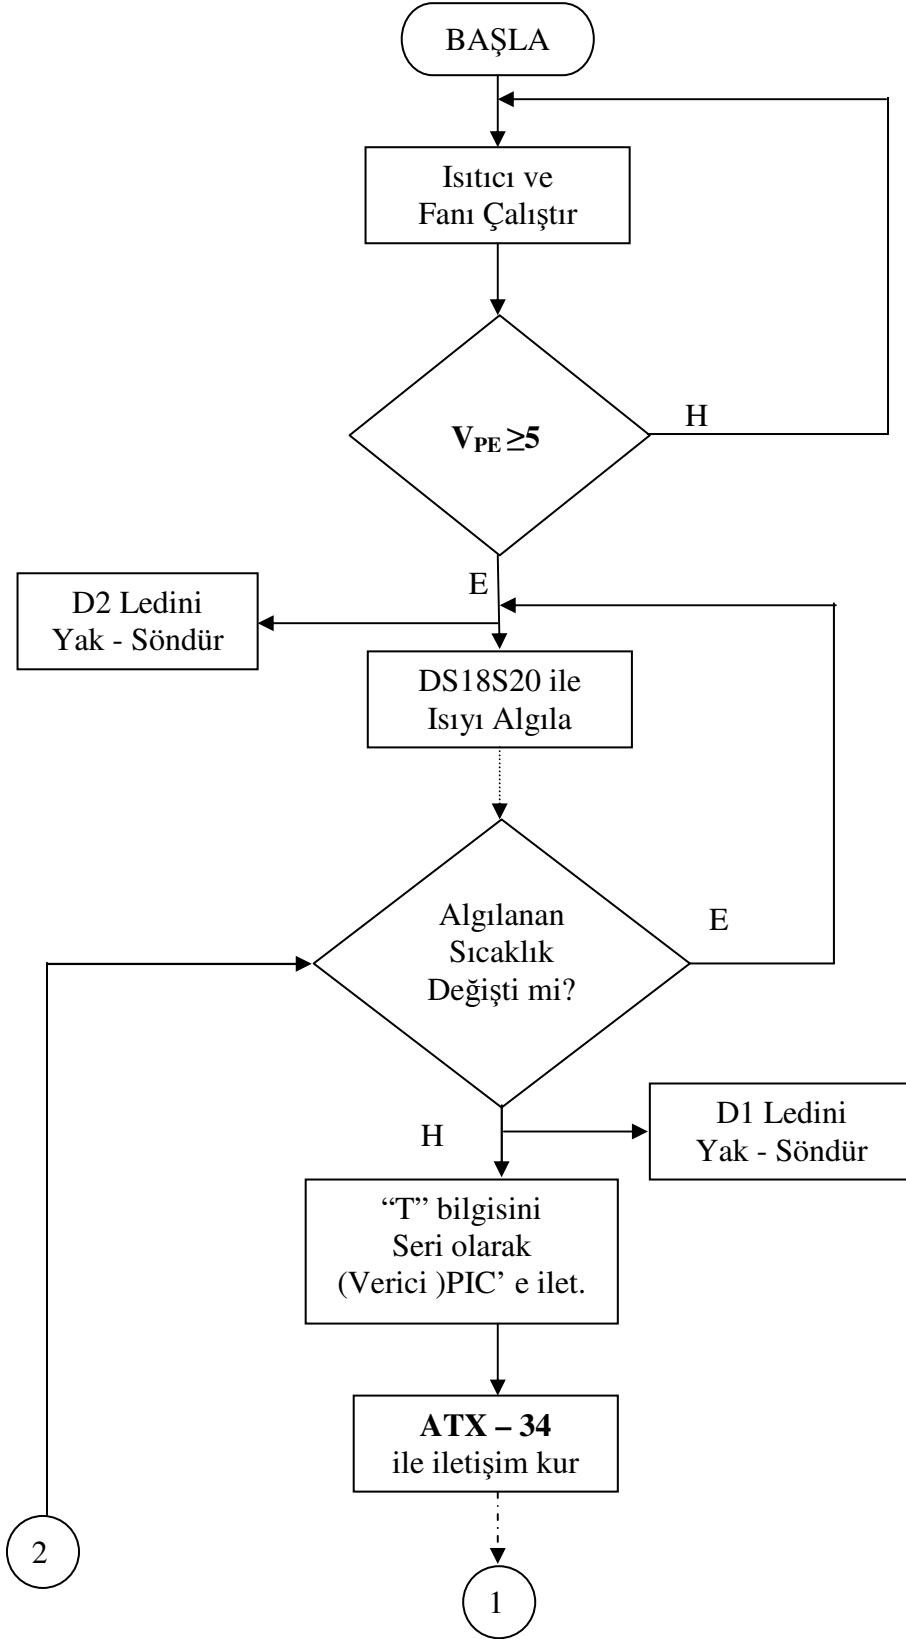 BAŞLA
Isıtıcı ve
Fanı Çalıştır
V_PE ≥5
H
E
D2 Ledini
Yak - Söndür
DS18S20 ile
Isıyı Algıla
Algılanan
Sıcaklık
Değişti mi?
E
H
D1 Ledini
Yak - Söndür
“T” bilgisini
Seri olarak
(Verici )PIC’ e ilet.
ATX – 34
ile iletişim kur
2
1